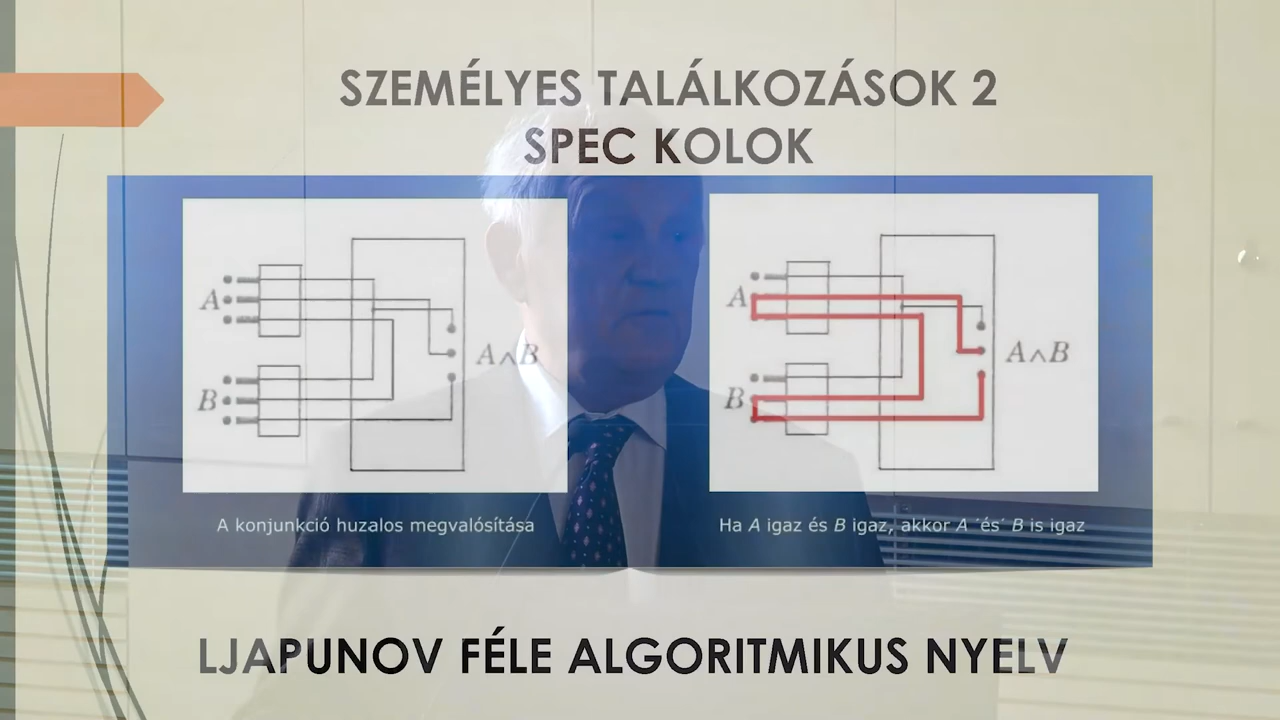 SZEMÉLYES TALÁLKOZÁSOK 2
SPEC KOLOK
A
B
A∧B
A
B
A∧B
A konjunkció huzalos megvalósítása
Ha A igaz és B igaz, akkor A ´és´ B is igaz
LJAPUNOV FÉLE ALGORITMIKUS NYELV